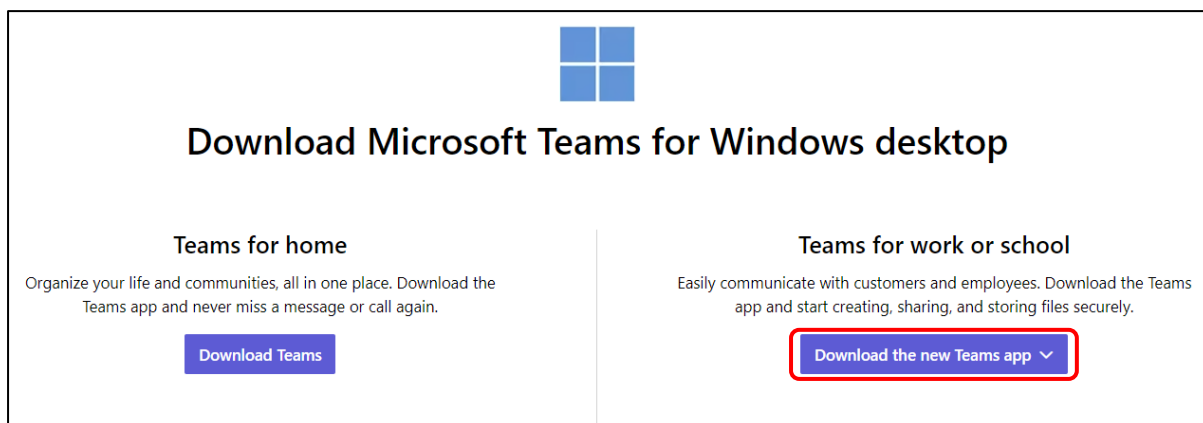 Download Microsoft Teams for Windows desktop
Teams for home
Organize your life and communities, all in one place. Download the
Teams app and never miss a message or call again.
Download Teams
Teams for work or school
Easily communicate with customers and employees. Download the Teams
app and start creating, sharing, and storing files securely.
Download the new Teams app